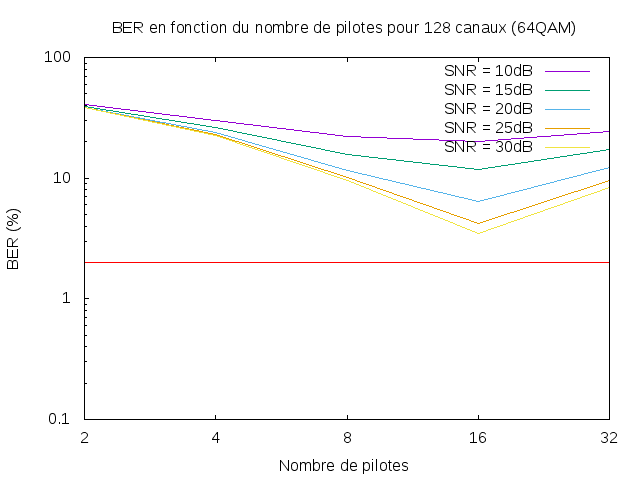 BER en fonction du nombre de pilotes pour 128 canaux (64QAM)
100
10
1
0.1
BER (%)
SNR = 10dB
SNR = 15dB
SNR = 20dB
SNR = 25dB
SNR = 30dB
2 4 8 16 32
Nombre de pilotes